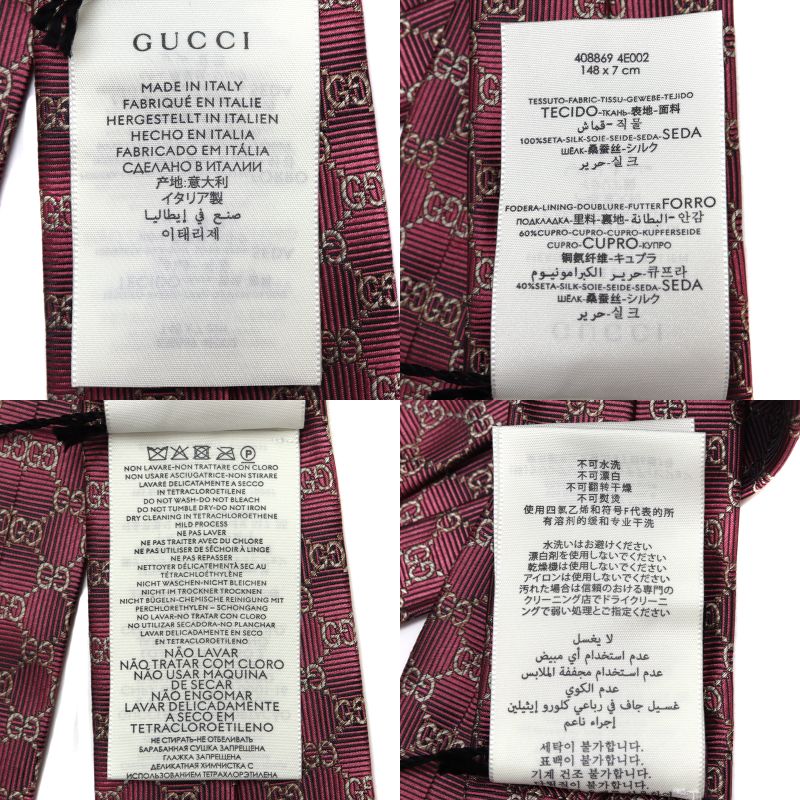 GUCCI
MADE IN ITALY
FABRIQUÉ EN ITALIE
HERGESTELLT IN ITALIEN
HECHO EN ITALIA
FABRICADO EM ITÁLIA
СДЕЛАНО В ИТАЛИИ
产地:意大利
イタリア製
صنع في إيطاليا
이태리제
408869 4E002
148 x 7 cm
TESSUTO-FABRIC-TISSU-GEWEBE-TEJIDO
TECIDO-ТКАНЬ-表地-面料
قماش-직물
100%SETA-SILK-SOIE-SEIDE-SEDA-SEDA
ШЁЛК-桑蚕丝-シルク
حرير-실크
FODERA-LINING-DOUBLURE-FUTTER FORRO
ПОДКЛАДКА-里料-裏地-البطانة-안감
60%CUPRO-CUPRO-CUPRO-KUPFERSEIDE
CUPRO-CUPRO-КУПРО
铜氨纤维-キュプラ
حرير الكبرامونيوم-큐프라
40%SETA-SILK-SOIE-SEIDE-SEDA-SEDA
ШЁЛК-桑蚕丝-シルク
حرير-실크
NON LAVARE-NON TRATTARE CON CLORO
NON USARE ASCIUGATRICE-NON STIRARE
LAVARE DELICATAMENTE A SECCO
IN TETRACLOROETILENE
DO NOT WASH-DO NOT BLEACH
DO NOT TUMBLE DRY-DO NOT IRON
DRY CLEANING IN TETRACHLOROETHENE
MILD PROCESS
NE PAS LAVER
NE PAS TRAITER AVEC DU CHLORE
NE PAS UTILISER DE SÉCHOIR À LINGE
NE PAS REPASSER
NETTOYER DÉLICATEMENT À SEC AU
TÉTRACHLOÉTHYLÈNE
NICHT WASCHEN-NICHT BLEICHEN
NICHT IM TROCKNER TROCKNEN
NICHT BÜGELN-CHEMISCHE REINIGUNG MIT
PERCHLORETHYLEN - SCHONGANG
NO LAVAR-NO TRATAR CON CLORO
NO UTILIZAR SECADORA-NO PLANCHAR
LAVAR DELICADAMENTE EN SECO
EN TETRACLOROETILENO
NÃO LAVAR
NÃO TRATAR COM CLORO
NÃO USAR MAQUINA
DE SECAR
NÃO ENGOMAR
LAVAR DELICADAMENTE
A SECO EM
TETRACLOROETILENO
НЕ СТИРАТЬ-НЕ ОТБЕЛИВАТЬ
БАРАБАННАЯ СУШКА ЗАПРЕЩЕНА
ГЛАЖКА ЗАПРЕЩЕНА
ДЕЛИКАТНАЯ ХИМЧИСТКА С
ИСПОЛЬЗОВАНИЕМ ТЕТРАХЛОРЭТИЛЕНА
不可水洗
不可漂白
不可翻转干燥
不可熨烫
使用四氯乙烯和符号F代表的所
有溶剂的缓和专业干洗
水洗いはお避けください
漂白剤を使用しないでください
乾燥機は使用しないでください
アイロンは使用しないでください
汚れた場合は信頼のおける専門の
クリーニング店でドライクリーニ
ングで弱い処理とご指定ください
لا يغسل
عدم استخدام أي مبيض
عدم استخدام مجففة الملابس
عدم الكوي
غسيل جاف في رباعي كلورو إيثيلين
إجراء ناعم
세탁이 불가합니다.
표백이 불가합니다.
기계 건조 불가합니다.